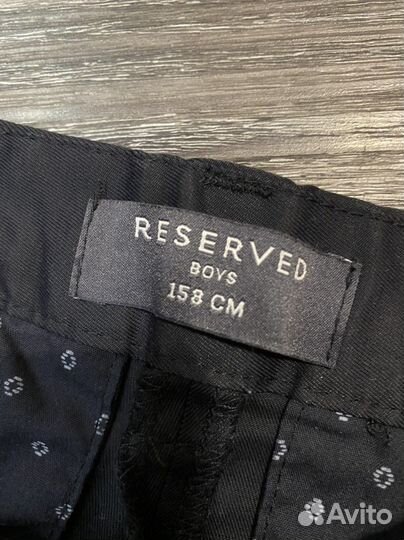 RESERVED
BOYS
158 CM
Avito